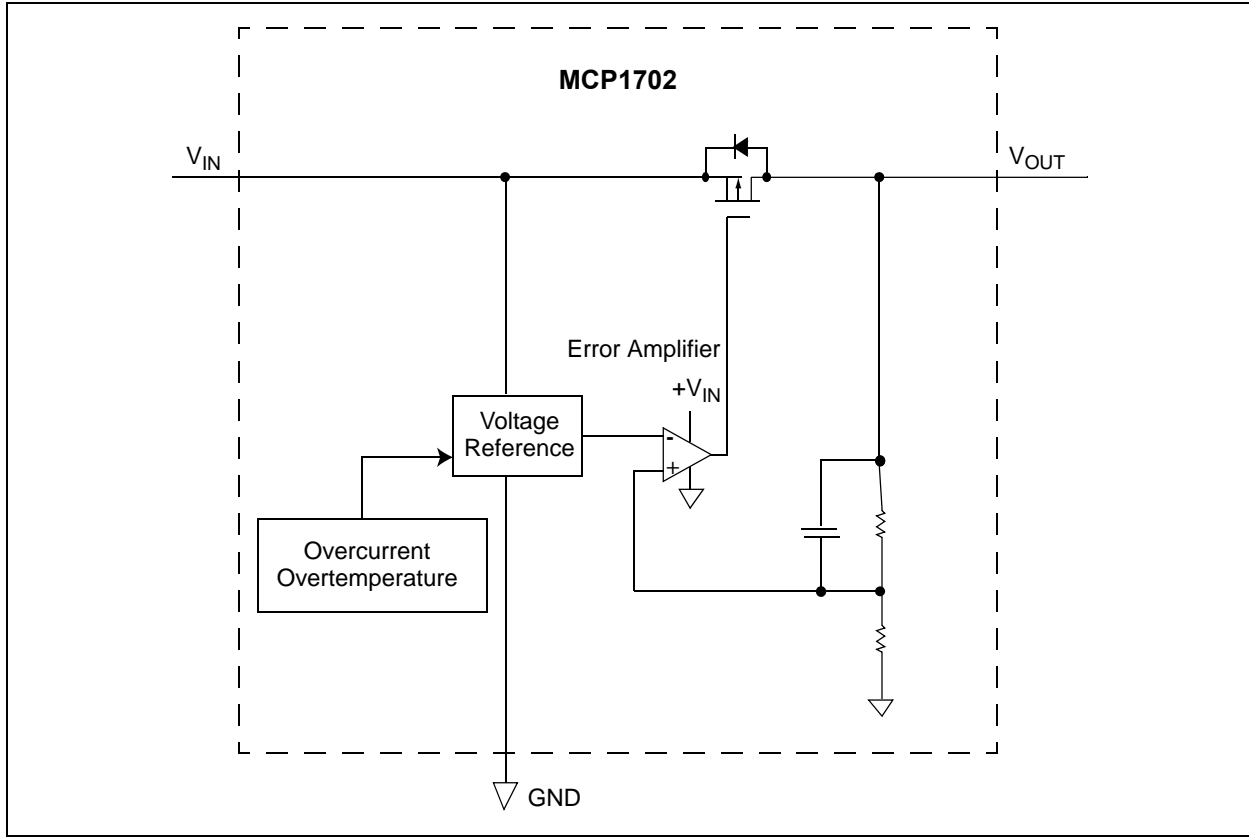 MCP1702
VIN
VOUT
Error Amplifier
+VIN
Voltage
Reference
-
+
Overcurrent
Overtemperature
GND